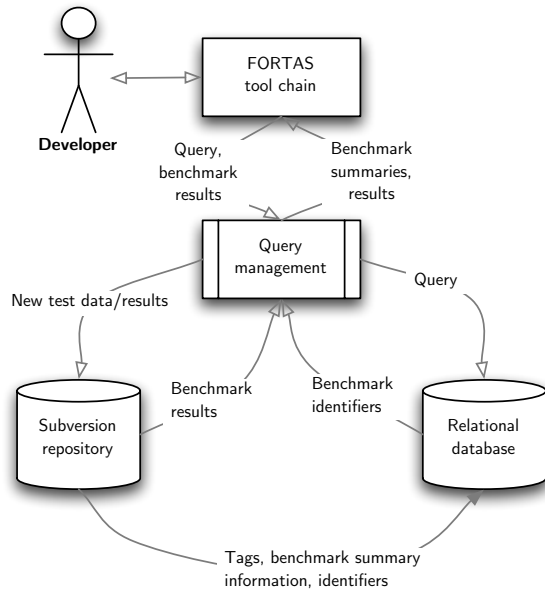 FORTAS
tool chain
Developer
Query,
benchmark
results
Benchmark
summaries,
results
Query
management
New test data/results
Query
Benchmark
results
Benchmark
identifiers
Subversion
repository
Relational
database
Tags, benchmark summary
information, identifiers